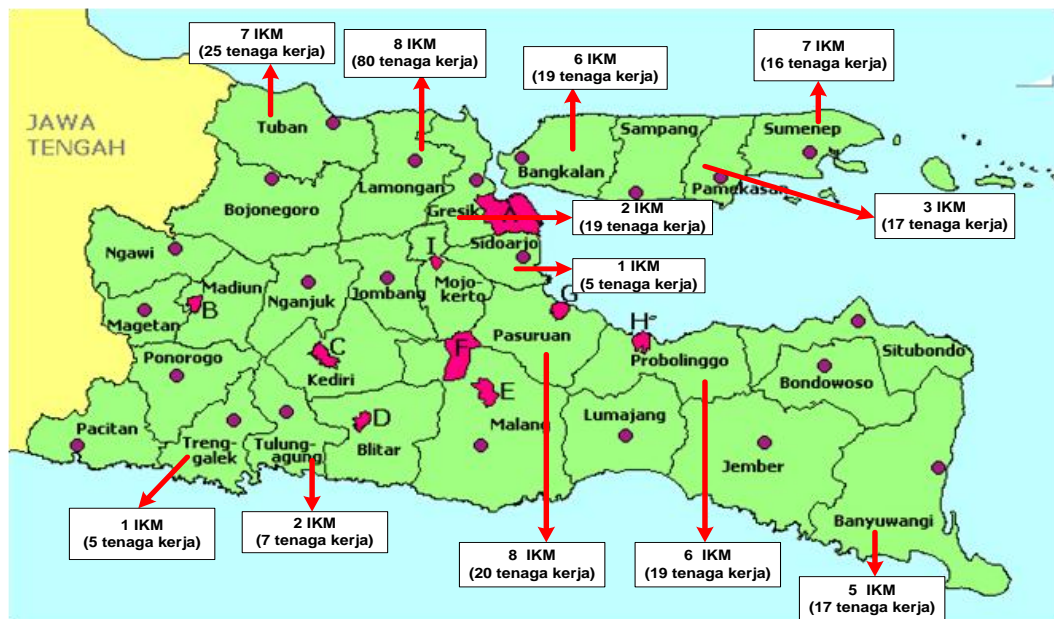 7 IKM
(25 tenaga kerja)
8 IKM
(80 tenaga kerja)
6 IKM
(19 tenaga kerja)
7 IKM
(16 tenaga kerja)
JAWA
TENGAH
Tuban
Lamongan
Bangkalan
Sampang
Sumenep
Pamekasan
Bojonegoro
Gresik
A
2 IKM
(19 tenaga kerja)
3 IKM
(17 tenaga kerja)
Ngawi
I
Sidoarjo
1 IKM
(5 tenaga kerja)
Madiun
Nganjuk
Jombang
Mojo-
kerto
B
Magetan
G
H
Pasuruan
Probolinggo
Situbondo
Ponorogo
C
Kediri
F
Bondowoso
E
Pacitan
Treng-
galek
Tulung-
agung
D
Blitar
Malang
Lumajang
Jember
Banyuwangi
1 IKM
(5 tenaga kerja)
2 IKM
(7 tenaga kerja)
8 IKM
(20 tenaga kerja)
6 IKM
(19 tenaga kerja)
5 IKM
(17 tenaga kerja)